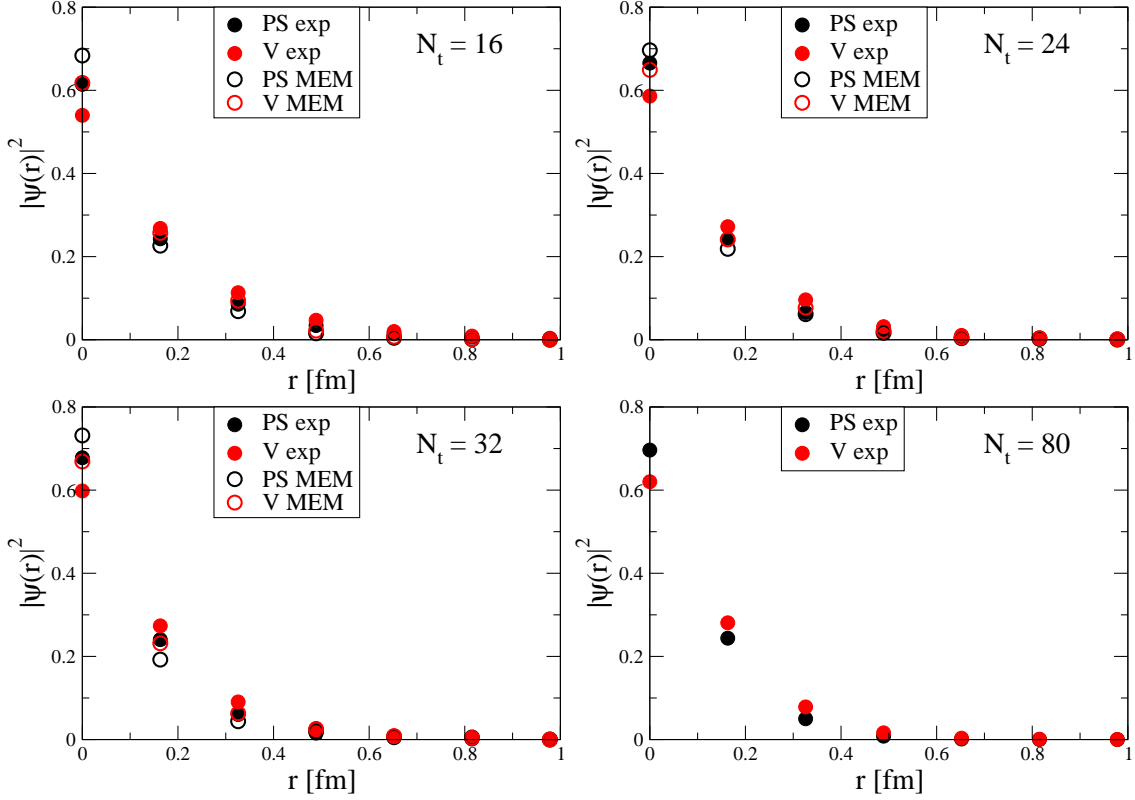 PS exp
V exp
PS MEM
V MEM
N_t = 16
|ψ(r)|^2
0.8
0.6
0.4
0.2
0
0 0.2 0.4 0.6 0.8 1
r [fm]
PS exp
V exp
PS MEM
V MEM
N_t = 24
|ψ(r)|^2
0.8
0.6
0.4
0.2
0
0 0.2 0.4 0.6 0.8 1
r [fm]
PS exp
V exp
PS MEM
V MEM
N_t = 32
|ψ(r)|^2
0.8
0.6
0.4
0.2
0
0 0.2 0.4 0.6 0.8 1
r [fm]
PS exp
V exp
N_t = 80
|ψ(r)|^2
0.8
0.6
0.4
0.2
0
0 0.2 0.4 0.6 0.8 1
r [fm]